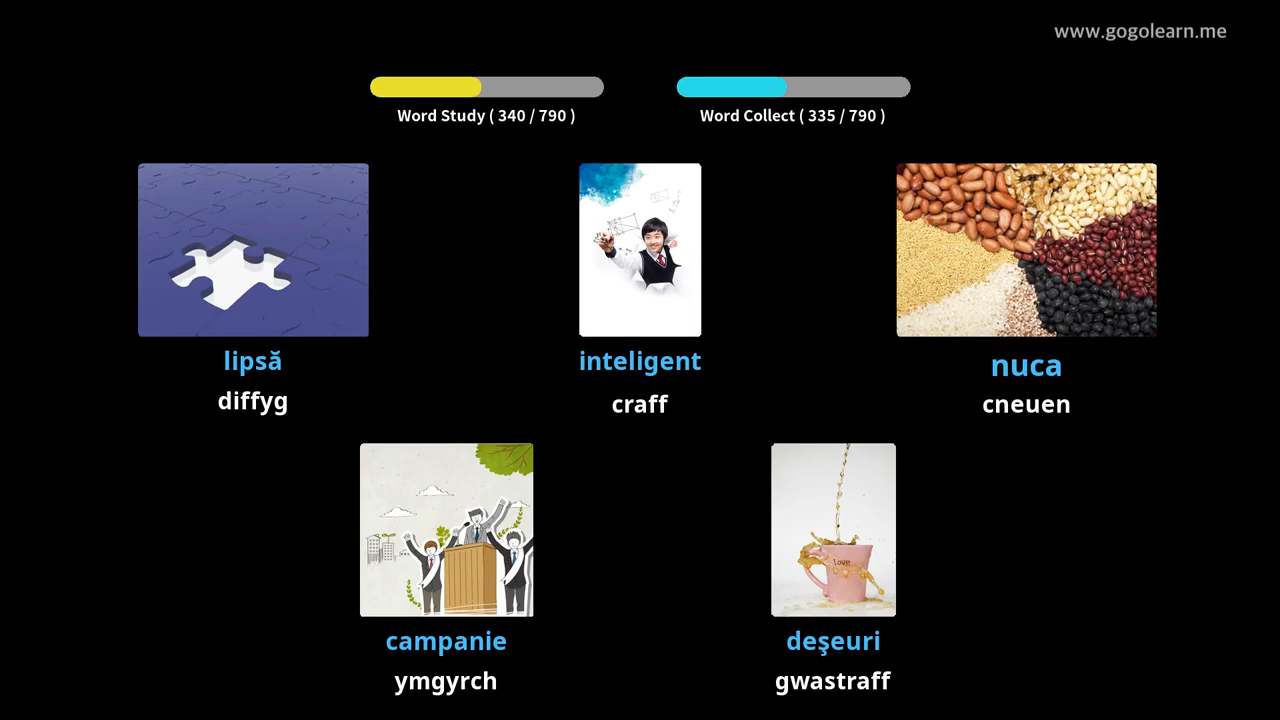 www.gogolearn.me
Word Study ( 340 / 790 )
Word Collect ( 335 / 790 )
lipsă
diffyg
inteligent
craff
nuca
cneuen
love
campanie
ymgyrch
deşeuri
gwastraff